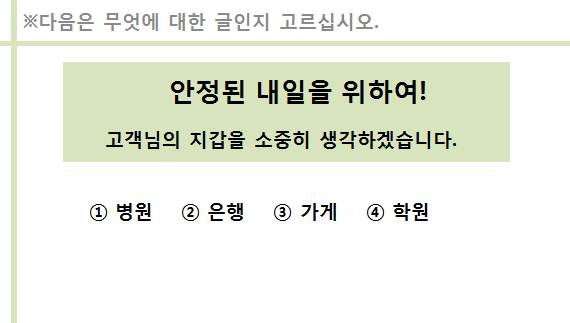 ※다음은 무엇에 대한 글인지 고르십시오.
안정된 내일을 위하여!
고객님의 지갑을 소중히 생각하겠습니다.
① 병원 ② 은행 ③ 가게 ④ 학원